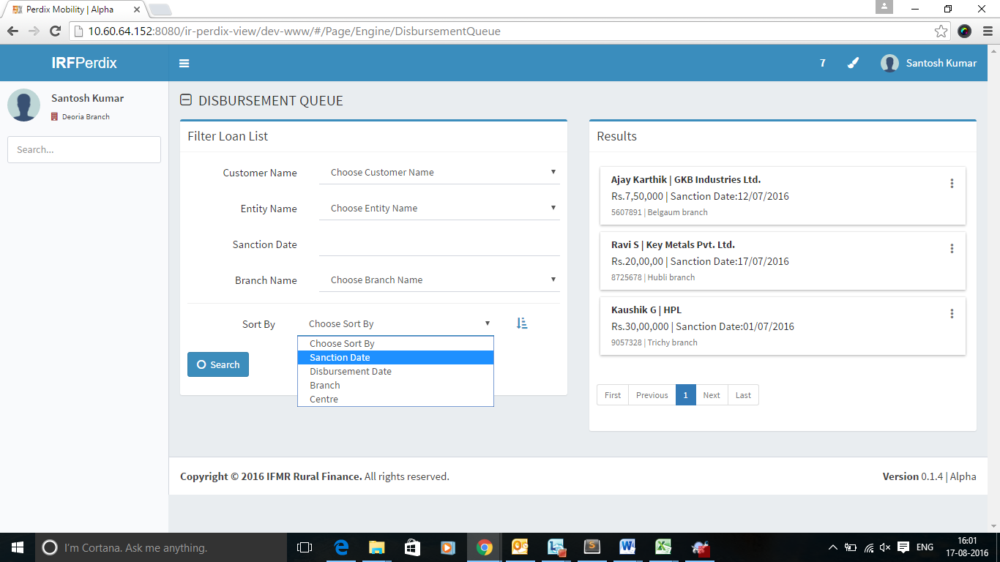 Perdix Mobility | Alpha
10.60.64.152:8080/ir-perdix-view/dev-www/#/Page/Engine/DisbursementQueue
IRFPerdix
7
Santosh Kumar
Santosh Kumar
Deoria Branch
Search...
DISBURSEMENT QUEUE
Filter Loan List
Customer Name
Choose Customer Name
Entity Name
Choose Entity Name
Sanction Date
Branch Name
Choose Branch Name
Sort By
Choose Sort By
Choose Sort By
Sanction Date
Disbursement Date
Branch
Centre
Search
Results
Ajay Karthik | GKB Industries Ltd.
Rs.7,50,000 | Sanction Date:12/07/2016
5607891 | Belgaum branch
Ravi S | Key Metals Pvt. Ltd.
Rs.20,00,00 | Sanction Date:17/07/2016
8725678 | Hubli branch
Kaushik G | HPL
Rs.30,00,000 | Sanction Date:01/07/2016
9057328 | Trichy branch
First Previous 1 Next Last
Copyright © 2016 IFMR Rural Finance. All rights reserved.
Version 0.1.4 | Alpha
I'm Cortana. Ask me anything.
ENG
16:01
17-08-2016